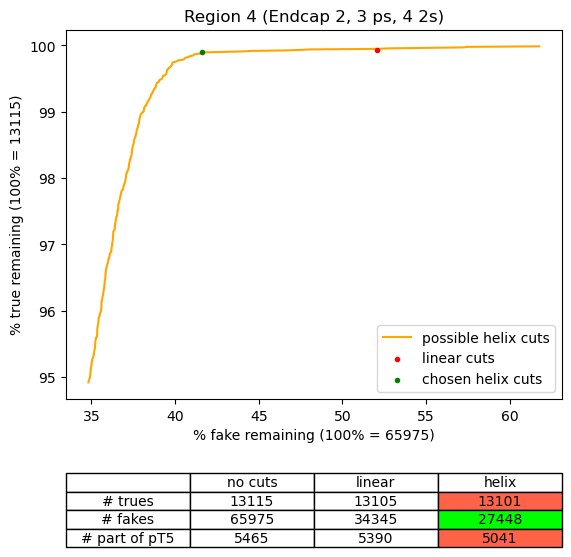 Region 4 (Endcap 2, 3 ps, 4 2s)
% true remaining (100% = 13115)
100
99
98
97
96
95
possible helix cuts
linear cuts
chosen helix cuts
35 40 45 50 55 60
% fake remaining (100% = 65975)
no cuts linear helix
# trues 13115 13105 13101
# fakes 65975 34345 27448
# part of pT5 5465 5390 5041